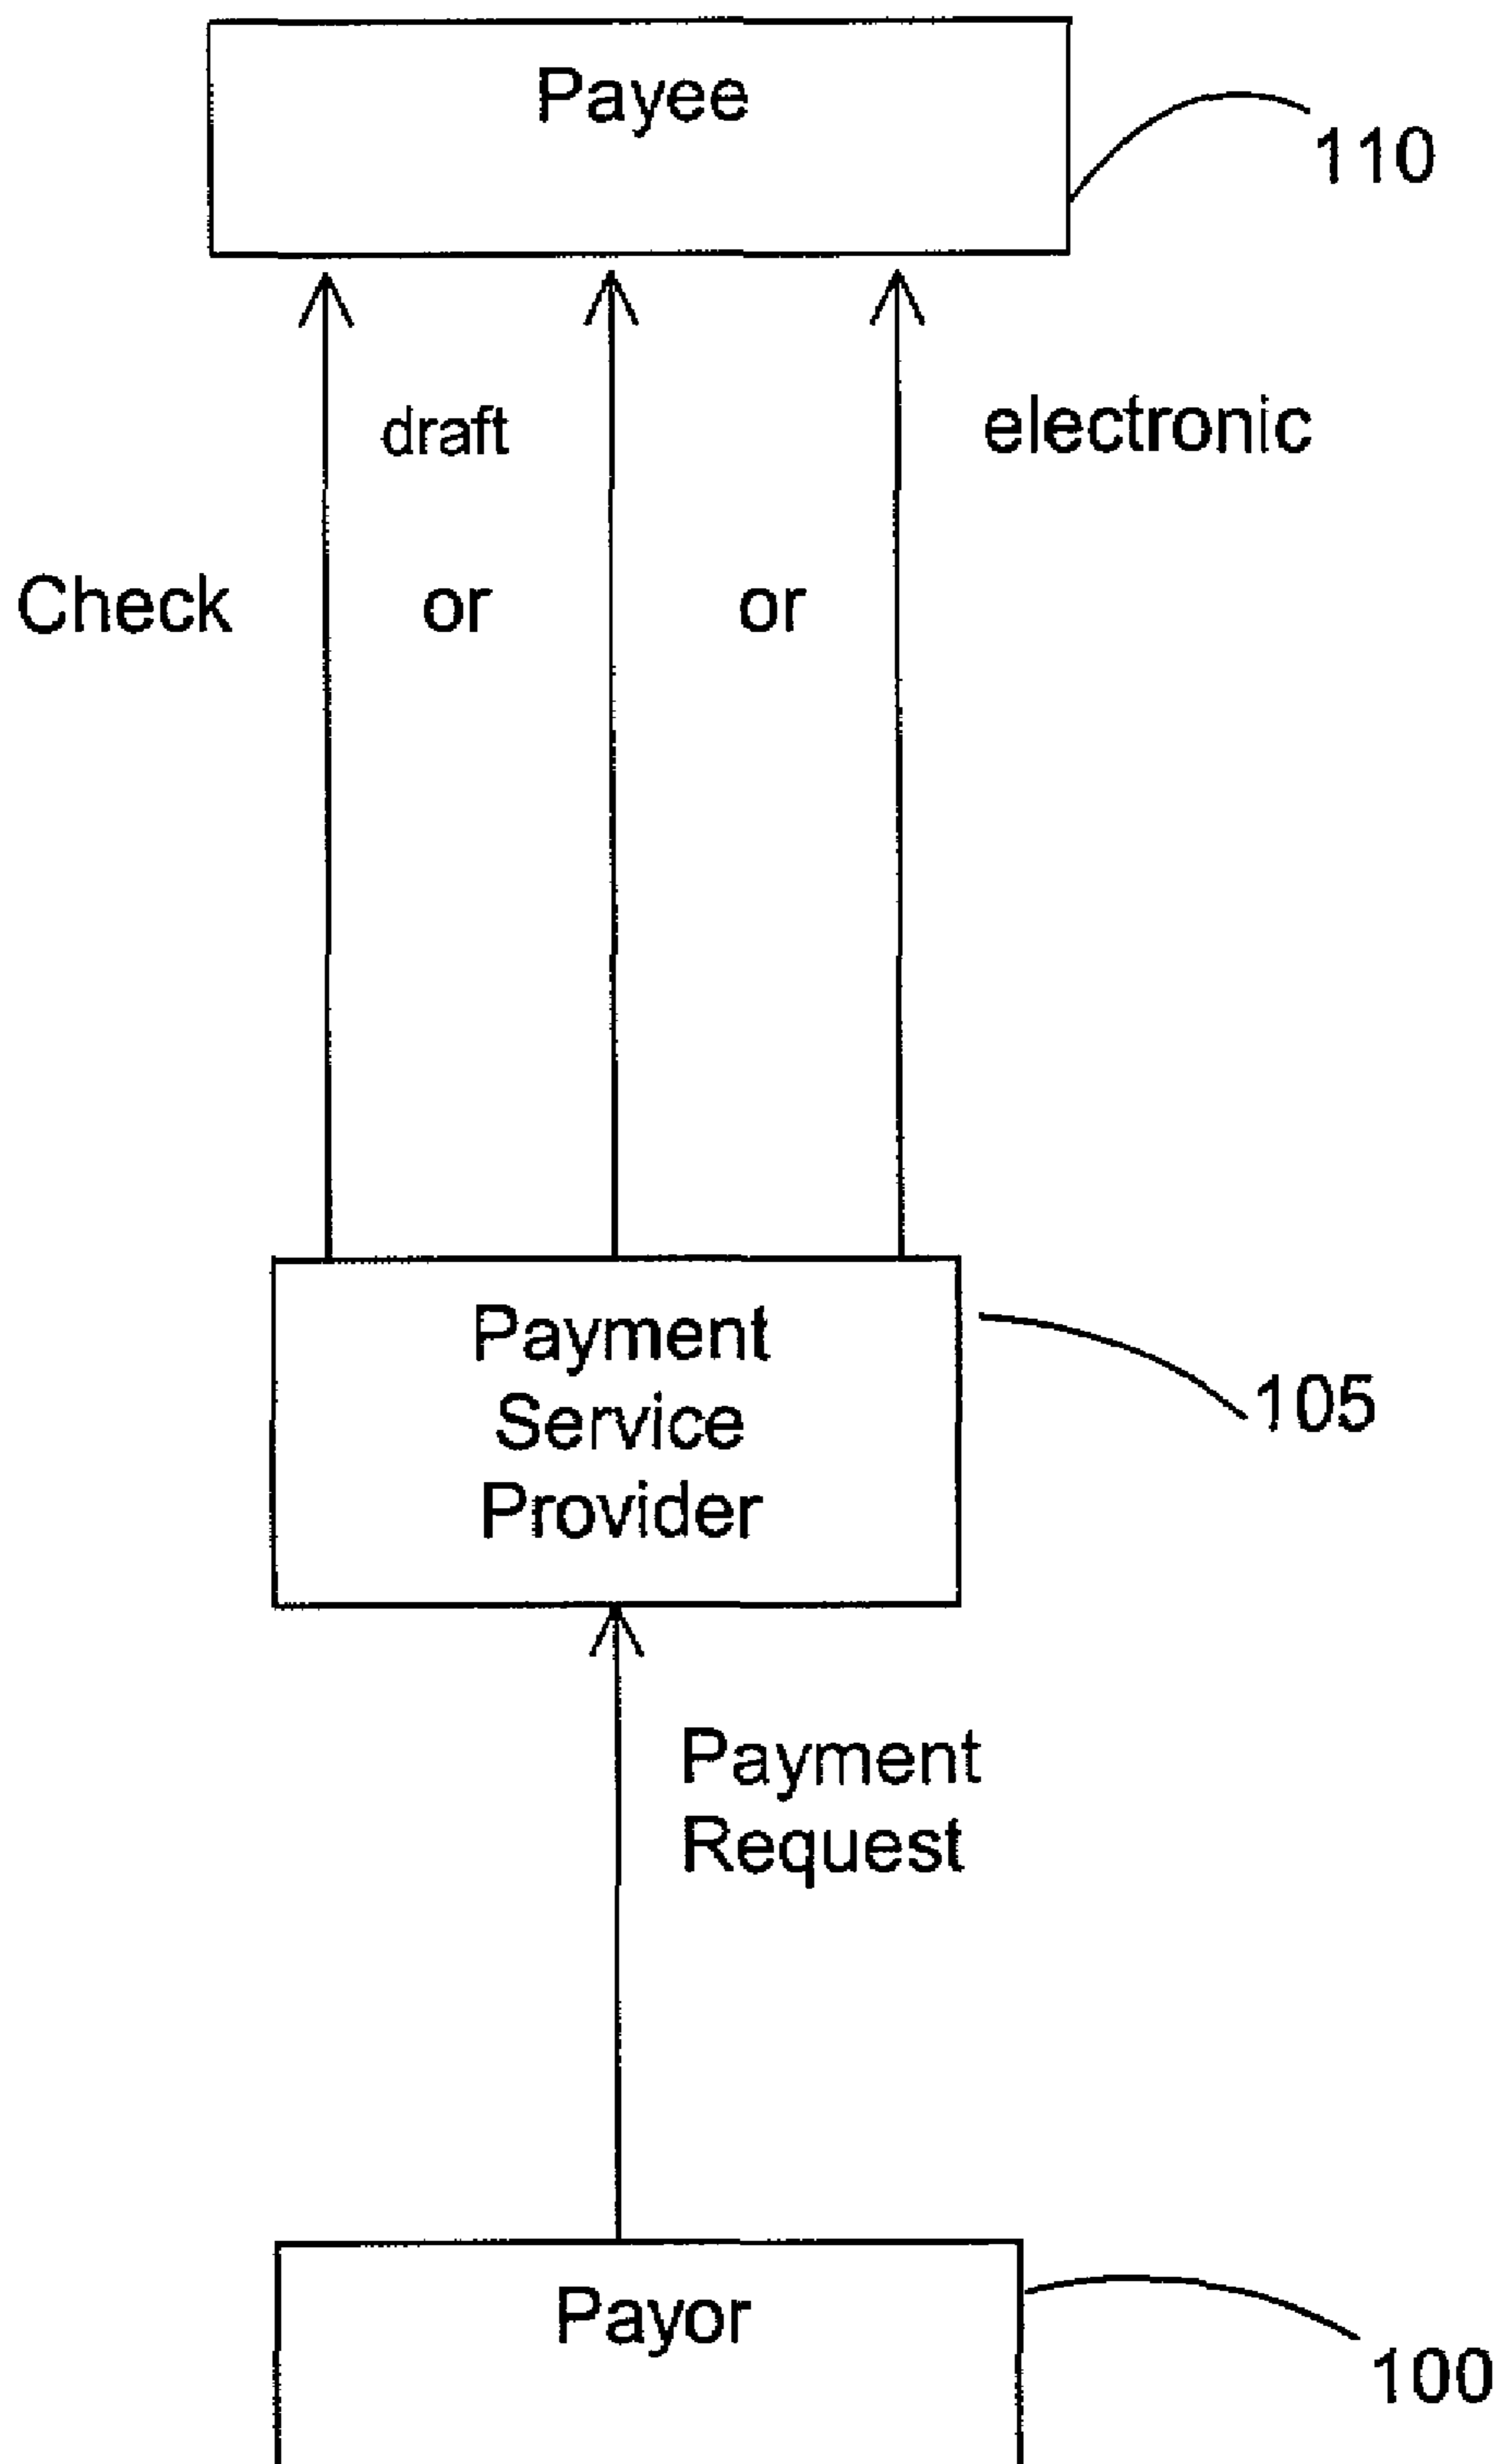 Payee
110
draft
electronic
Check
or
or
Payment
Service
Provider
105
Payment
Request
Payor
100